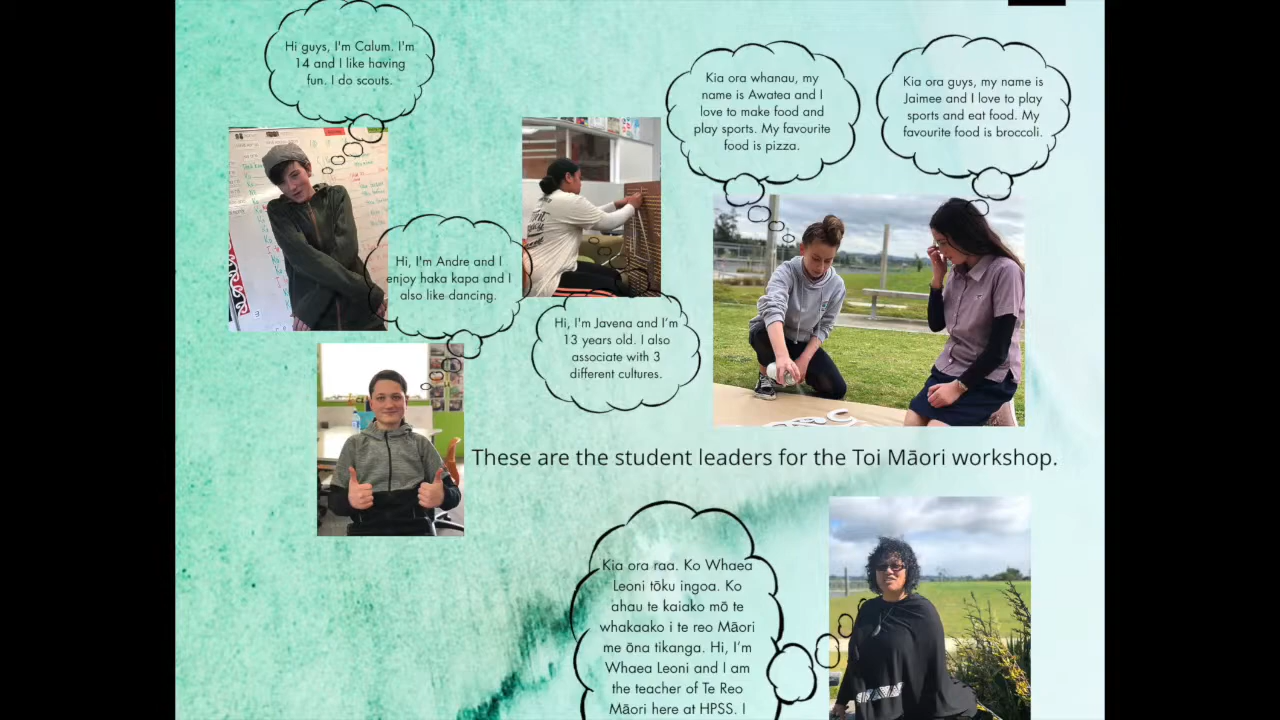 Hi guys, I'm Calum. I'm
14 and I like having
fun. I do scouts.
Kia ora whanau, my
name is Awatea and I
love to make food and
play sports. My favourite
food is pizza.
Kia ora guys, my name is
Jaimee and I love to play
sports and eat food. My
favourite food is broccoli.
Hi, I'm Andre and I
enjoy haka kapa and I
also like dancing.
Hi, I'm Javena and I'm
13 years old. I also
associate with 3
different cultures.
These are the student leaders for the Toi Māori workshop.
Kia ora raa. Ko Whaea
Leoni tōku ingoa. Ko
ahau te kaiako mō te
whakaako i te reo Māori
me ōna tikanga. Hi, I'm
Whaea Leoni and I am
the teacher of Te Reo
Māori here at HPSS. I